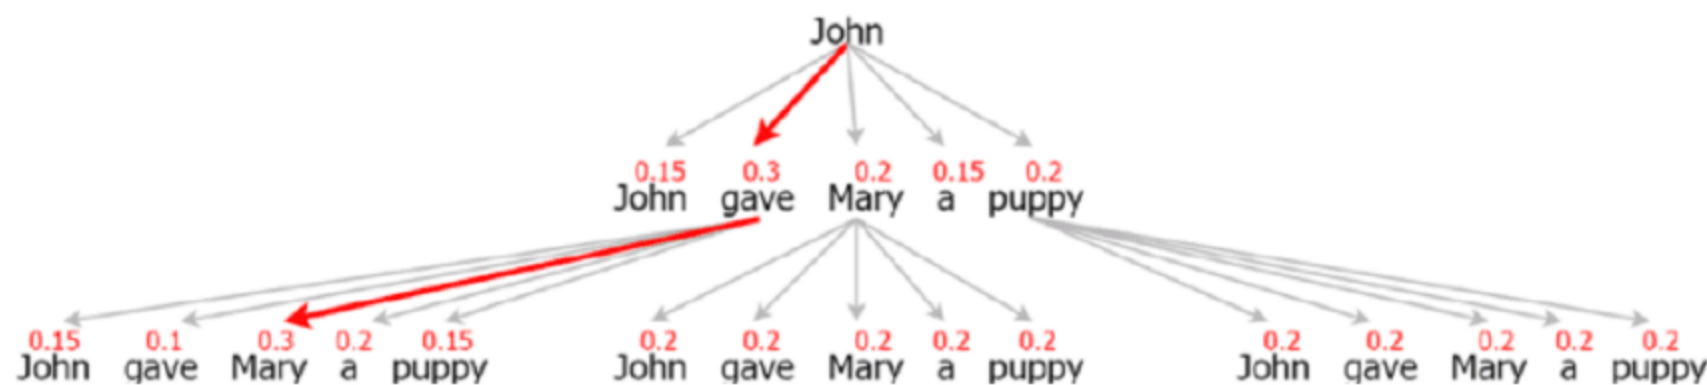 John
0.15 0.3 0.2 0.15 0.2
John gave Mary a puppy
0.15 0.1 0.3 0.2 0.15 0.2 0.2 0.2 0.2 0.2 0.2 0.2 0.2 0.2 0.2
John gave Mary a puppy John gave Mary a puppy John gave Mary a puppy